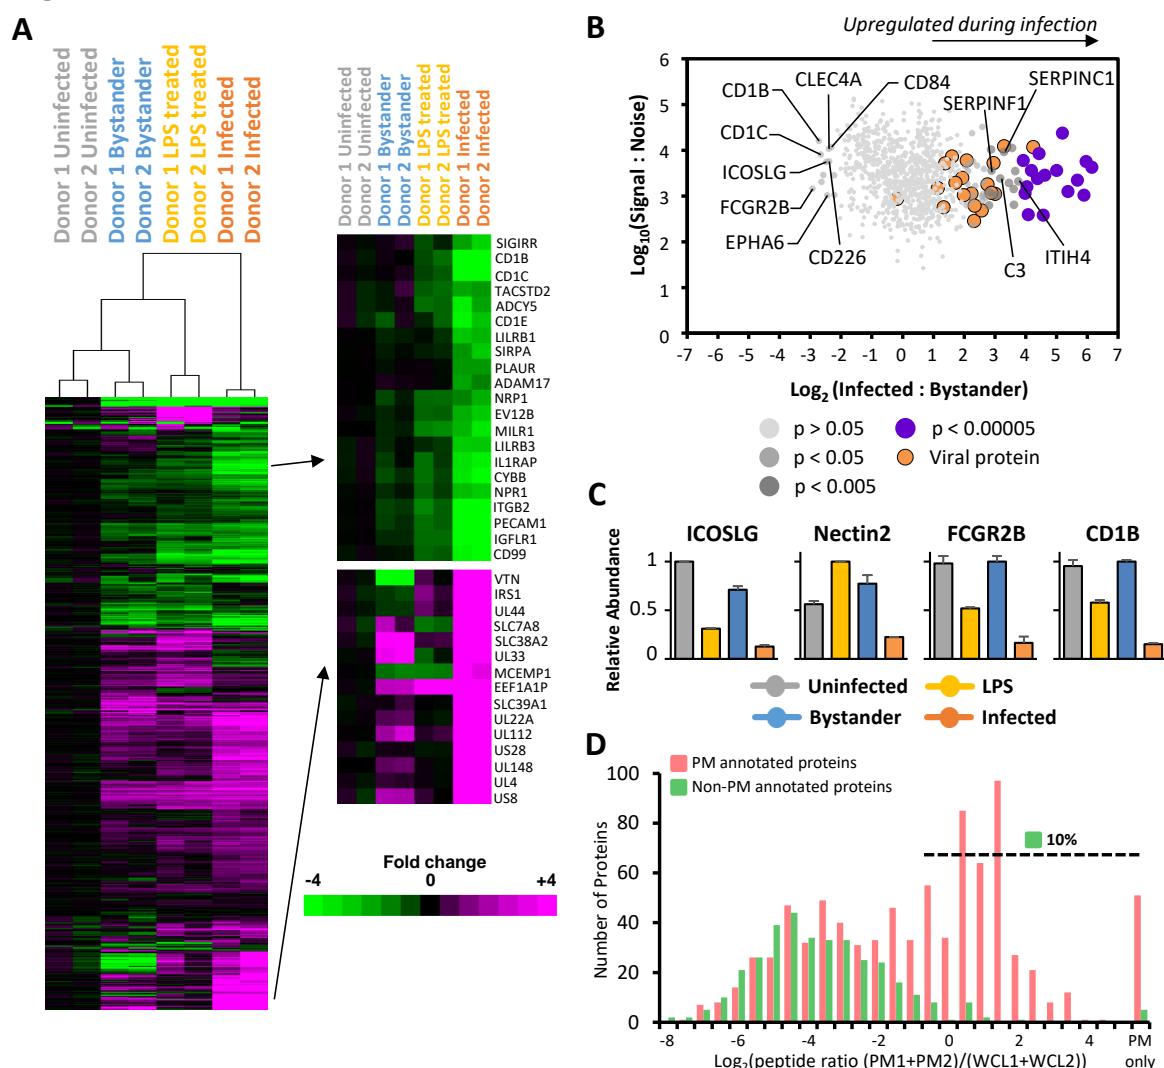 A
Donor 1 Uninfected
Donor 2 Uninfected
Donor 1 Bystander
Donor 2 Bystander
Donor 1 LPS treated
Donor 2 LPS treated
Donor 1 Infected
Donor 2 Infected
Donor 1 Uninfected
Donor 2 Uninfected
Donor 1 Bystander
Donor 2 Bystander
Donor 1 LPS treated
Donor 2 LPS treated
Donor 1 Infected
Donor 2 Infected
SIGIRR
CD1B
CD1C
TACSTD2
ADCY5
CD1E
LILRB1
SIRPA
PLAUR
ADAM17
NRP1
EV12B
MILR1
LILRB3
IL1RAP
CYBB
NPR1
ITGB2
PECAM1
IGFLR1
CD99
VTN
IRS1
UL44
SLC7A8
SLC38A2
UL33
MCEMP1
EEF1A1P
SLC39A1
UL22A
UL112
US28
UL148
UL4
US8
Fold change
-4 0 +4
B
Upregulated during infection
Log10(Signal : Noise)
6
5
4
3
2
1
0
CD1B
CLEC4A
CD84
SERPINF1
SERPINC1
CD1C
ICOSLG
FCGR2B
EPHA6
CD226
C3
ITIH4
-7 -6 -5 -4 -3 -2 -1 0 1 2 3 4 5 6 7
Log2 (Infected : Bystander)
p > 0.05
p < 0.00005
p < 0.05
Viral protein
p < 0.005
C
ICOSLG Nectin2 FCGR2B CD1B
Relative Abundance
1
0.5
0
Uninfected
LPS
Bystander
Infected
D
PM annotated proteins
Non-PM annotated proteins
10%
Number of Proteins
100
80
60
40
20
0
-8 -6 -4 -2 0 2 4 PM
only
Log2(peptide ratio (PM1+PM2)/(WCL1+WCL2))